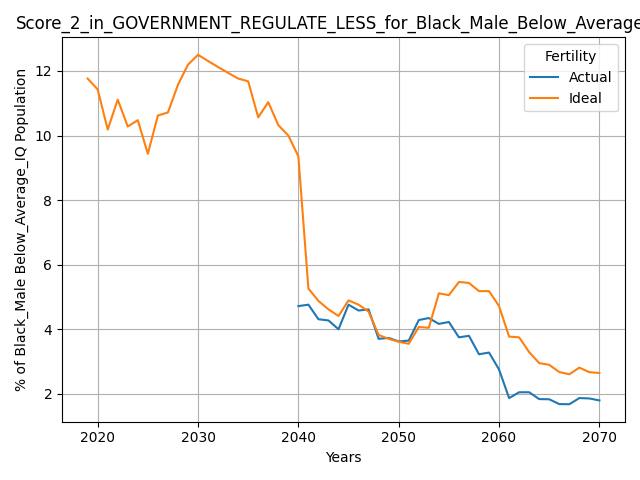 Score_2_in_GOVERNMENT_REGULATE_LESS_for_Black_Male_Below_Average
Fertility
Actual
Ideal
% of Black_Male Below_Average_IQ Population
12
10
8
6
4
2
2020 2030 2040 2050 2060 2070
Years